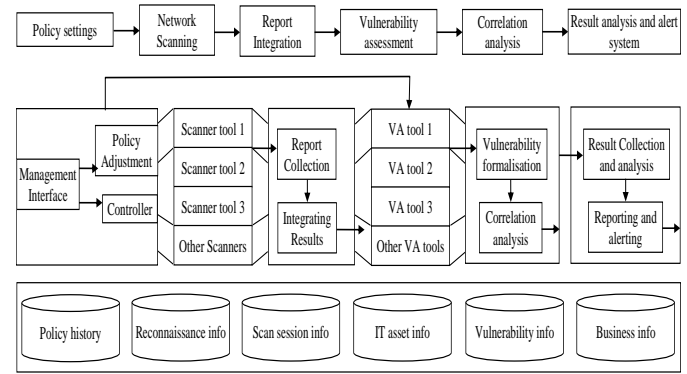 Policy settings
Network
Scanning
Report
Integration
Vulnerability
assessment
Correlation
analysis
Result analysis and alert
system
Management
Interface
Policy
Adjustment
Controller
Scanner tool 1
Scanner tool 2
Scanner tool 3
Other Scanners
Report
Collection
Integrating
Results
VA tool 1
VA tool 2
VA tool 3
Other VA tools
Vulnerability
formalisation
Correlation
analysis
Result Collection
and analysis
Reporting and
alerting
Policy history
Reconnaissance info
Scan session info
IT asset info
Vulnerability info
Business info